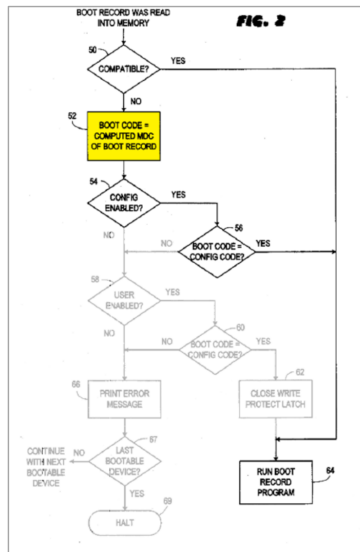 BOOT RECORD WAS READ
INTO MEMORY
FIG. 2
50
COMPATIBLE?
YES
NO
52
BOOT CODE =
COMPUTED MDC
OF BOOT RECORD
54
CONFIG
ENABLED?
YES
56
NO
NO
BOOT CODE =
CONFIG CODE?
YES
58
USER
ENABLED?
YES
60
NO
NO
BOOT CODE =
CONFIG CODE?
YES
66
PRINT ERROR
MESSAGE
62
CLOSE WRITE
PROTECT LATCH
67
CONTINUE
WITH NEXT
BOOTABLE
DEVICE
NO
LAST
BOOTABLE
DEVICE?
YES
RUN BOOT
RECORD
PROGRAM
64
69
HALT